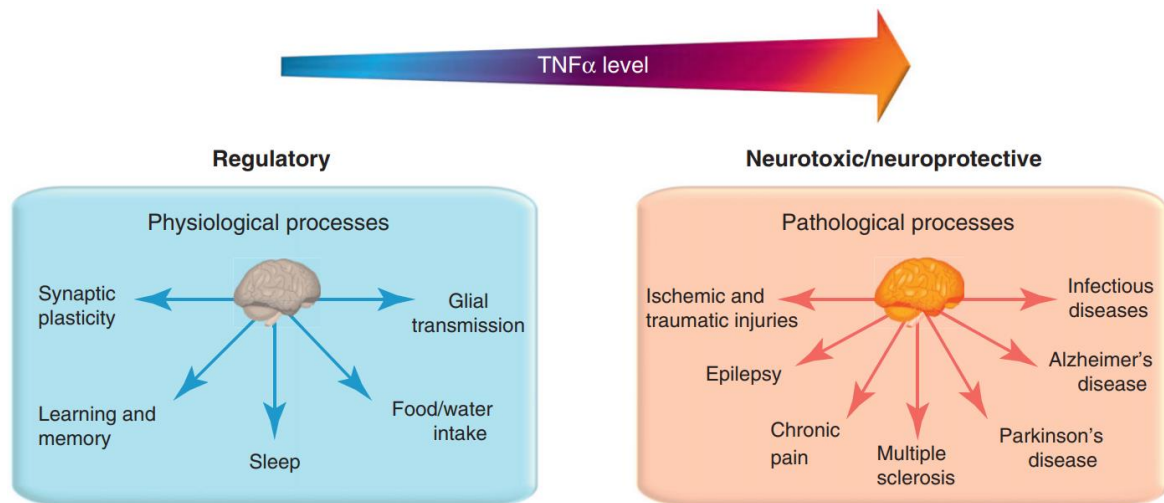 TNFα level
Regulatory
Neurotoxic/neuroprotective
Physiological processes
Synaptic
plasticity
Glial
transmission
Learning and
memory
Food/water
intake
Sleep
Pathological processes
Ischemic and
traumatic injuries
Infectious
diseases
Epilepsy
Alzheimer's
disease
Chronic
pain
Multiple
sclerosis
Parkinson's
disease